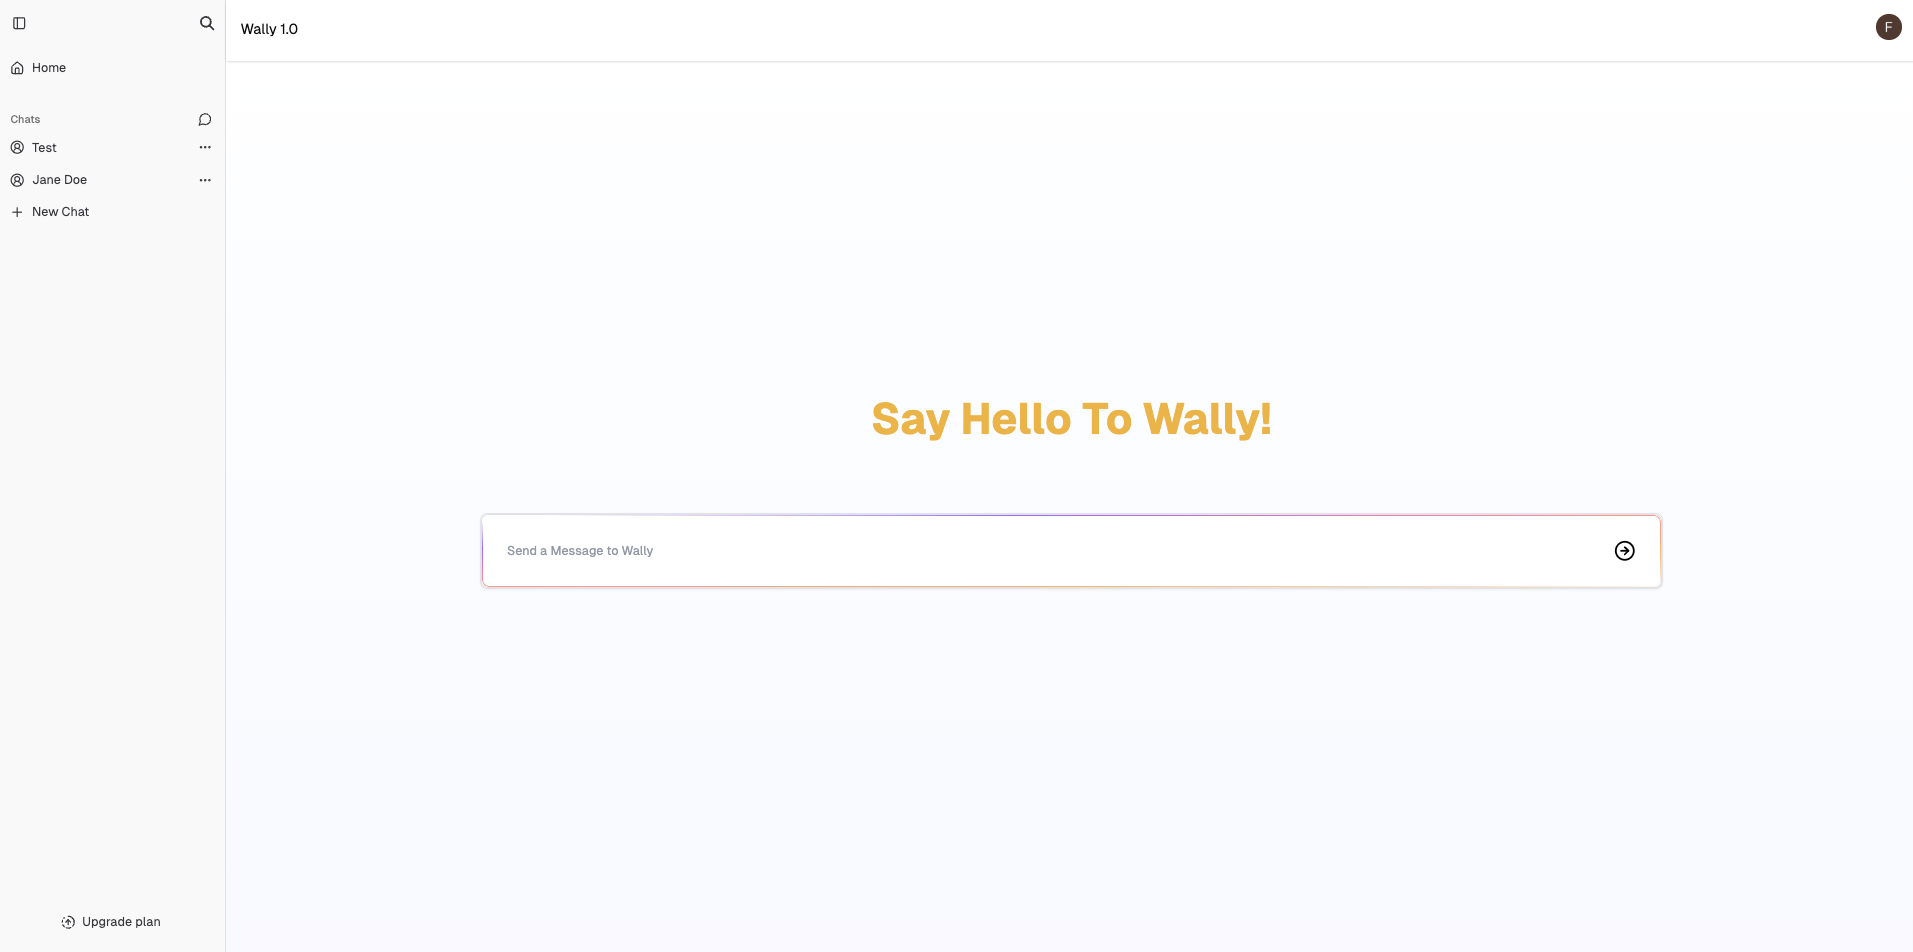 Wally 1.0
F
Home
Chats
Test
Jane Doe
New Chat
Say Hello To Wally!
Send a Message to Wally
Upgrade plan